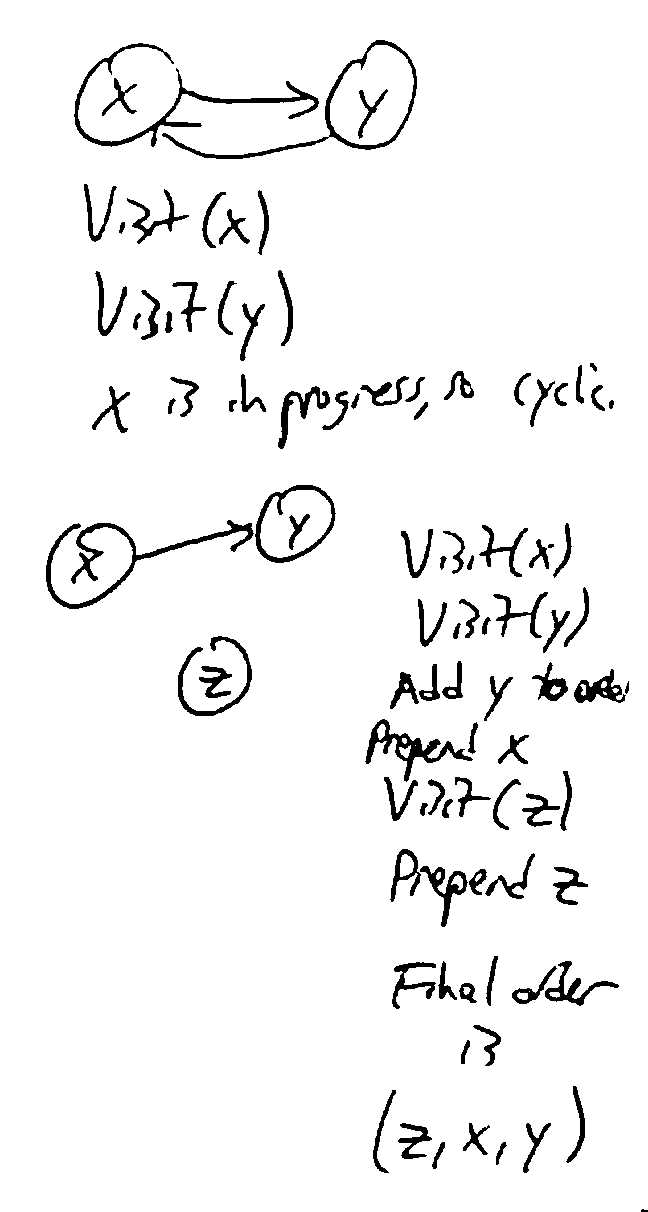 x
y
Visit (x)
Visit (y)
x is in progress, so cyclic.
x
y
z
Visit (x)
Visit (y)
Add y to order
Prepend x
Visit (z)
Prepend z
Final order
is
(z, x, y)